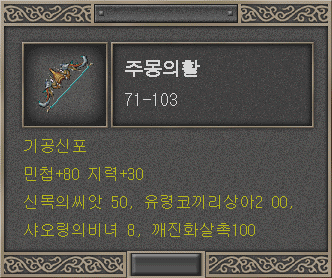 주몽의활
71-103
기공신포
민첩+80 지력+30
신목의씨앗 50, 유령코끼리상아2 00,
샤오링의비녀 8, 깨진화살촉100